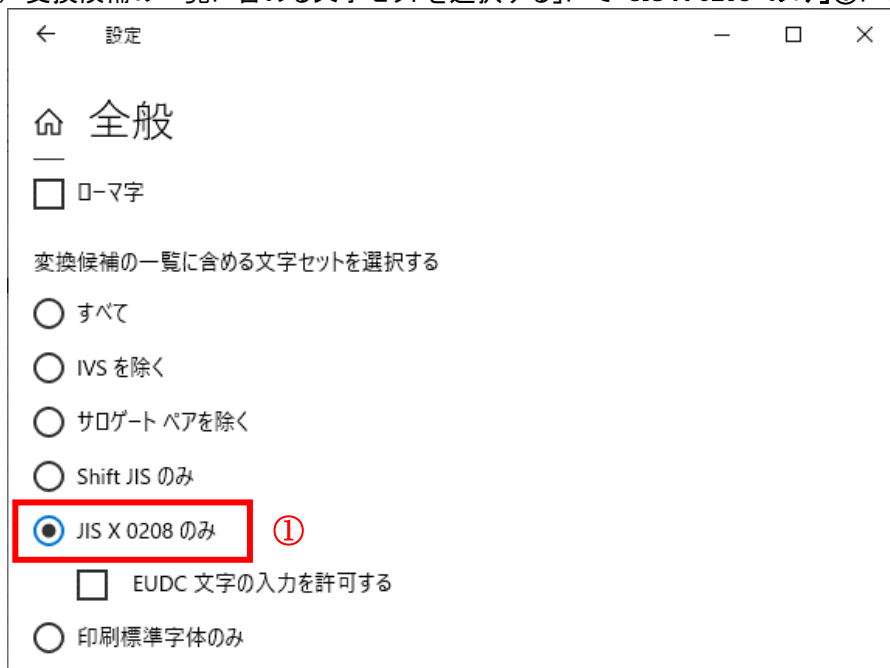 設定
全般
ローマ字
変換候補の一覧に含める文字セットを選択する
すべて
IVS を除く
サロゲート ペアを除く
Shift JIS のみ
JIS X 0208 のみ ①
EUDC 文字の入力を許可する
印刷標準字体のみ